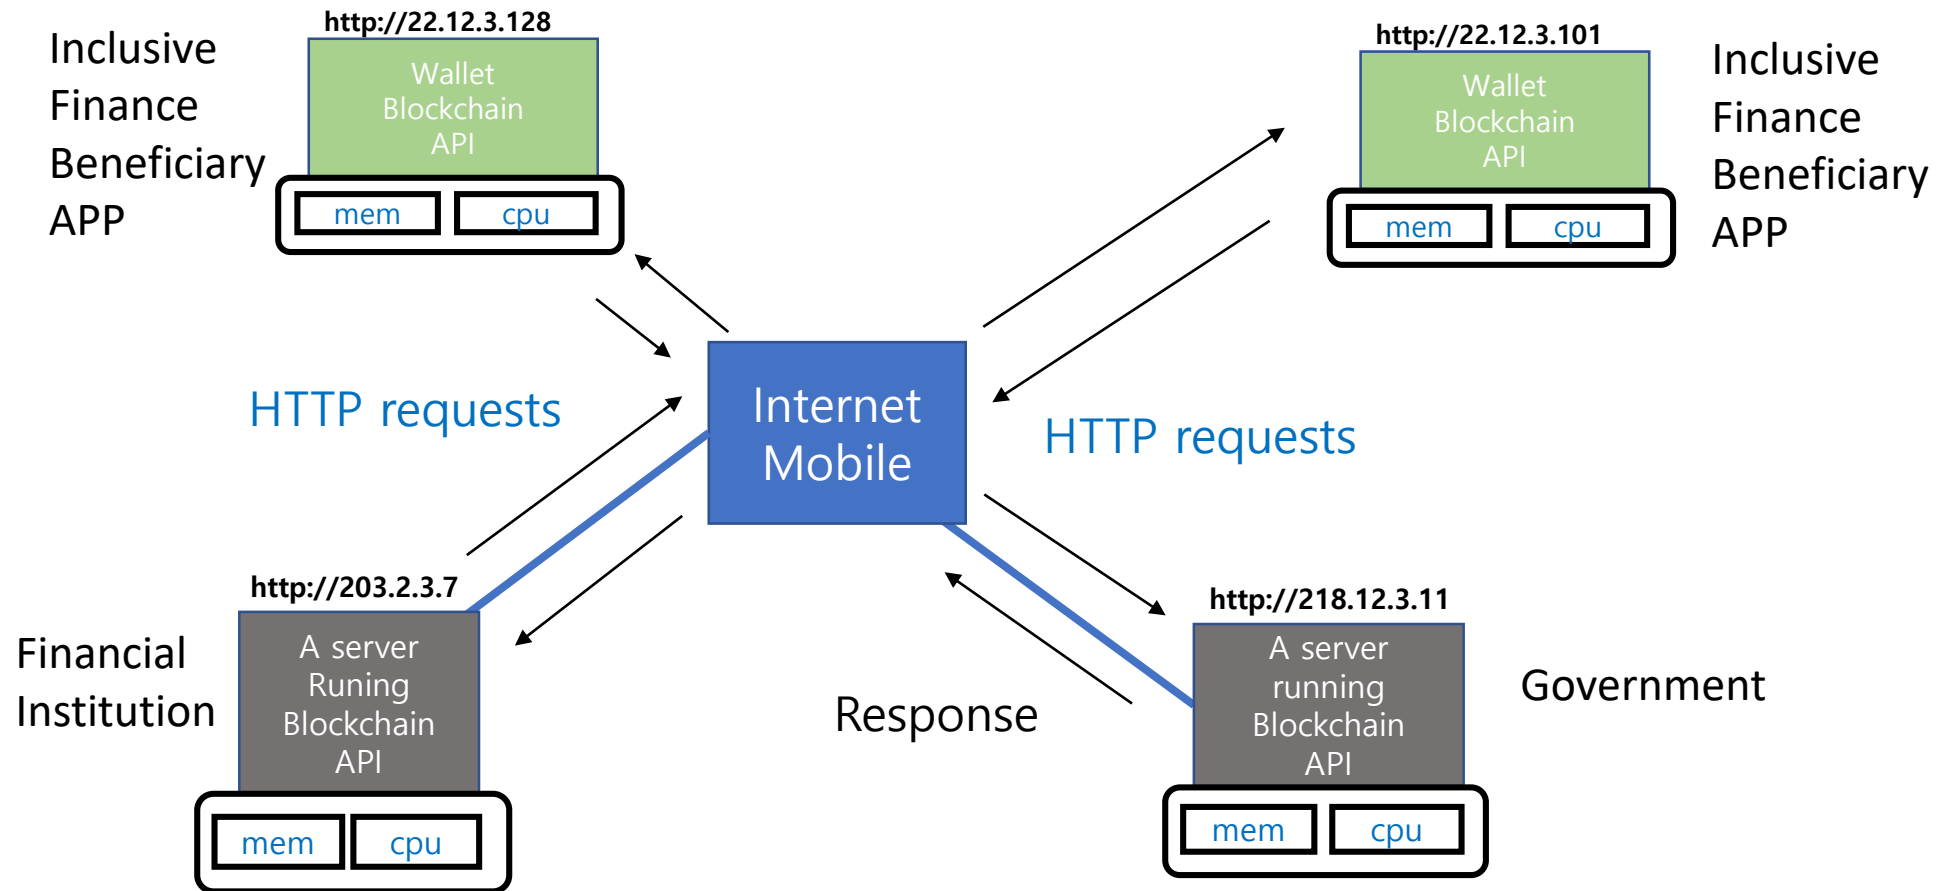 http://22.12.3.128
Inclusive
Finance
Beneficiary
APP
Wallet
Blockchain
API
mem
cpu
http://22.12.3.101
Wallet
Blockchain
API
mem
cpu
Inclusive
Finance
Beneficiary
APP
HTTP requests
Internet
Mobile
HTTP requests
http://203.2.3.7
Financial
Institution
A server
Runing
Blockchain
API
mem
cpu
Response
http://218.12.3.11
A server
running
Blockchain
API
mem
cpu
Government